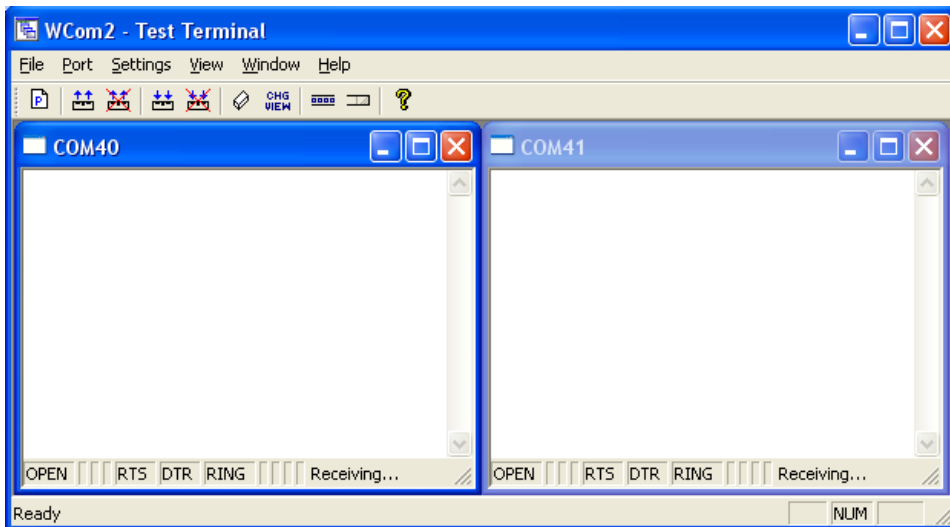 WCom2 - Test Terminal
File Port Settings View Window Help
P CHG VIEW ?
COM40
COM41
OPEN RTS DTR RING Receiving...
OPEN RTS DTR RING Receiving...
Ready NUM